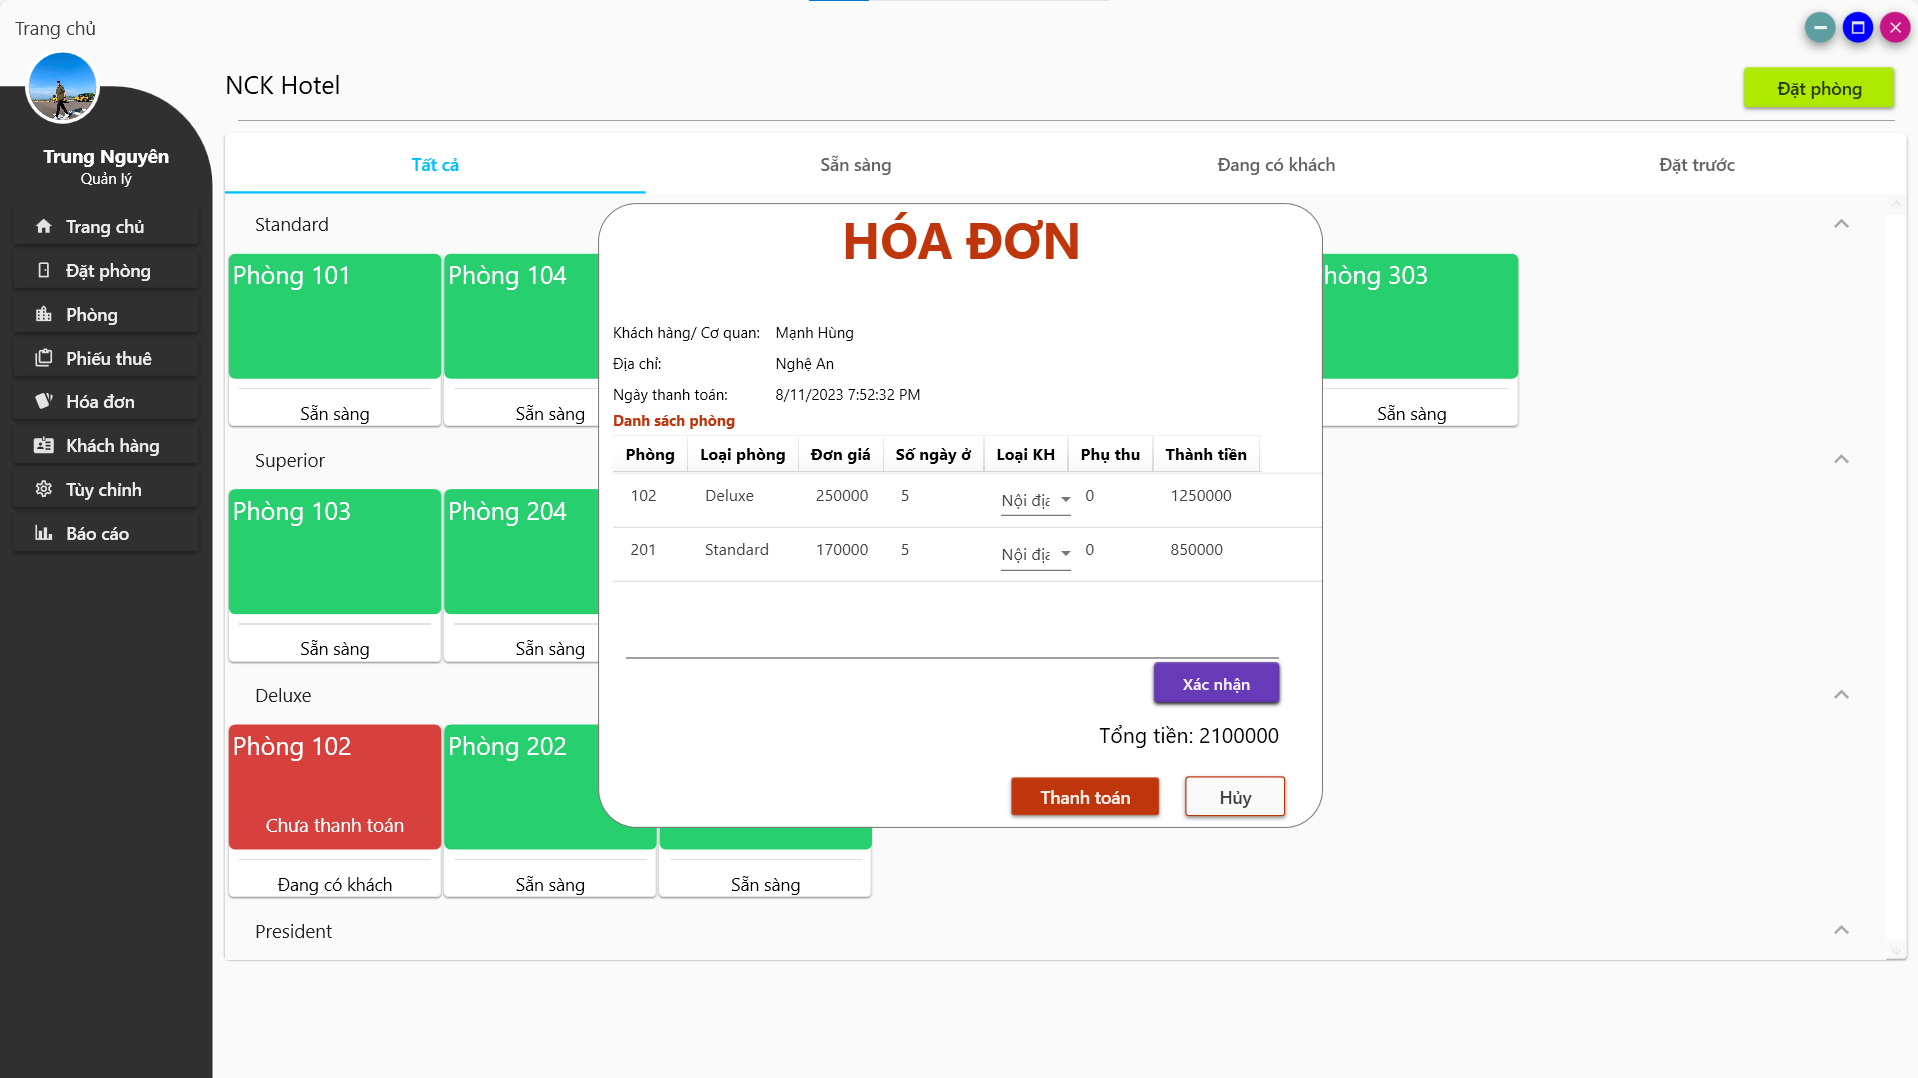 Trang chủ
NCK Hotel
Đặt phòng
Trung Nguyên
Quản lý
Trang chủ
Đặt phòng
Phòng
Phiếu thuê
Hóa đơn
Khách hàng
Tùy chỉnh
Báo cáo
Tất cả Sẵn sàng Đang có khách Đặt trước
Standard
Phòng 101 Phòng 104 hòng 303
Sẵn sàng Sẵn sàng Sẵn sàng
Superior
Phòng 103 Phòng 204
Sẵn sàng Sẵn sàng
Deluxe
Phòng 102 Phòng 202
Chưa thanh toán
Đang có khách Sẵn sàng Sẵn sàng
President
HÓA ĐƠN
Khách hàng/ Cơ quan: Mạnh Hùng
Địa chỉ: Nghệ An
Ngày thanh toán: 8/11/2023 7:52:32 PM
Danh sách phòng
Phòng Loại phòng Đơn giá Số ngày ở Loại KH Phụ thu Thành tiền
102 Deluxe 250000 5 Nội địa 0 1250000
201 Standard 170000 5 Nội địa 0 850000
Xác nhận
Tổng tiền: 2100000
Thanh toán Hủy